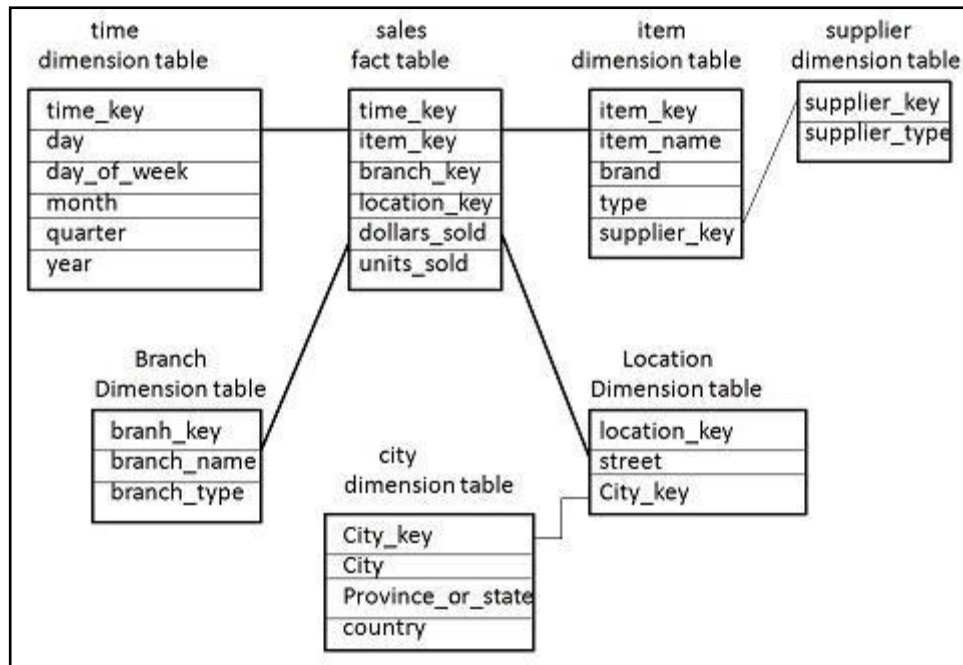 time
dimension table
time_key
day
day_of_week
month
quarter
year
sales
fact table
time_key
item_key
branch_key
location_key
dollars_sold
units_sold
item
dimension table
item_key
item_name
brand
type
supplier_key
supplier
dimension table
supplier_key
supplier_type
Branch
Dimension table
branh_key
branch_name
branch_type
city
dimension table
City_key
City
Province_or_state
country
Location
Dimension table
location_key
street
City_key